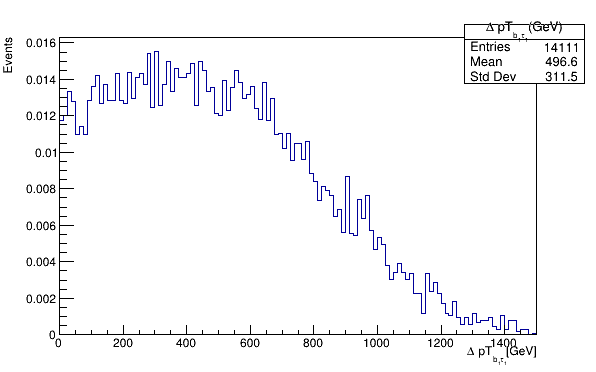 Δ pT_{b₁τ₁} (GeV)
Entries 14111
Mean 496.6
Std Dev 311.5
Events
0.016
0.014
0.012
0.01
0.008
0.006
0.004
0.002
0
0 200 400 600 800 1000 1200 1400
Δ pT_{b₁τ₁} [GeV]